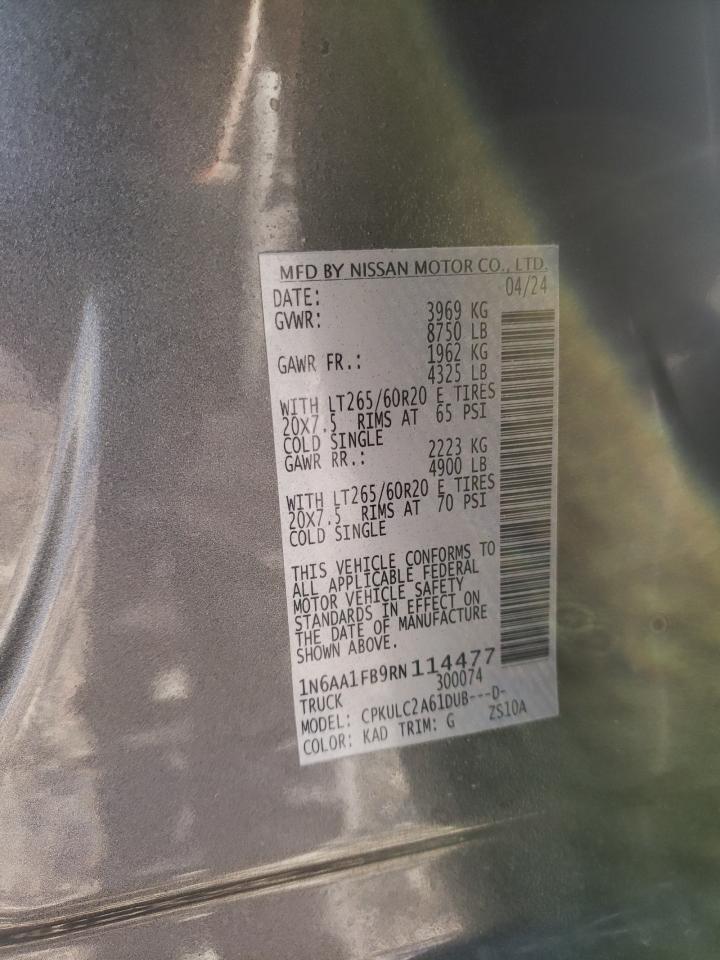 MFD BY NISSAN MOTOR CO., LTD.
DATE: 04/24
GVWR: 3969 KG
8750 LB
GAWR FR.: 1962 KG
4325 LB
WITH LT265/60R20 E TIRES
20X7.5 RIMS AT 65 PSI
COLD SINGLE
GAWR RR.: 2223 KG
4900 LB
WITH LT265/60R20 E TIRES
20X7.5 RIMS AT 70 PSI
COLD SINGLE
THIS VEHICLE CONFORMS TO
ALL APPLICABLE FEDERAL
MOTOR VEHICLE SAFETY
STANDARDS IN EFFECT ON
THE DATE OF MANUFACTURE
SHOWN ABOVE.
1N6AA1FB9RN114477
TRUCK 300074
MODEL: CPKULC2A61DUB---D-
COLOR: KAD TRIM: G ZS10A